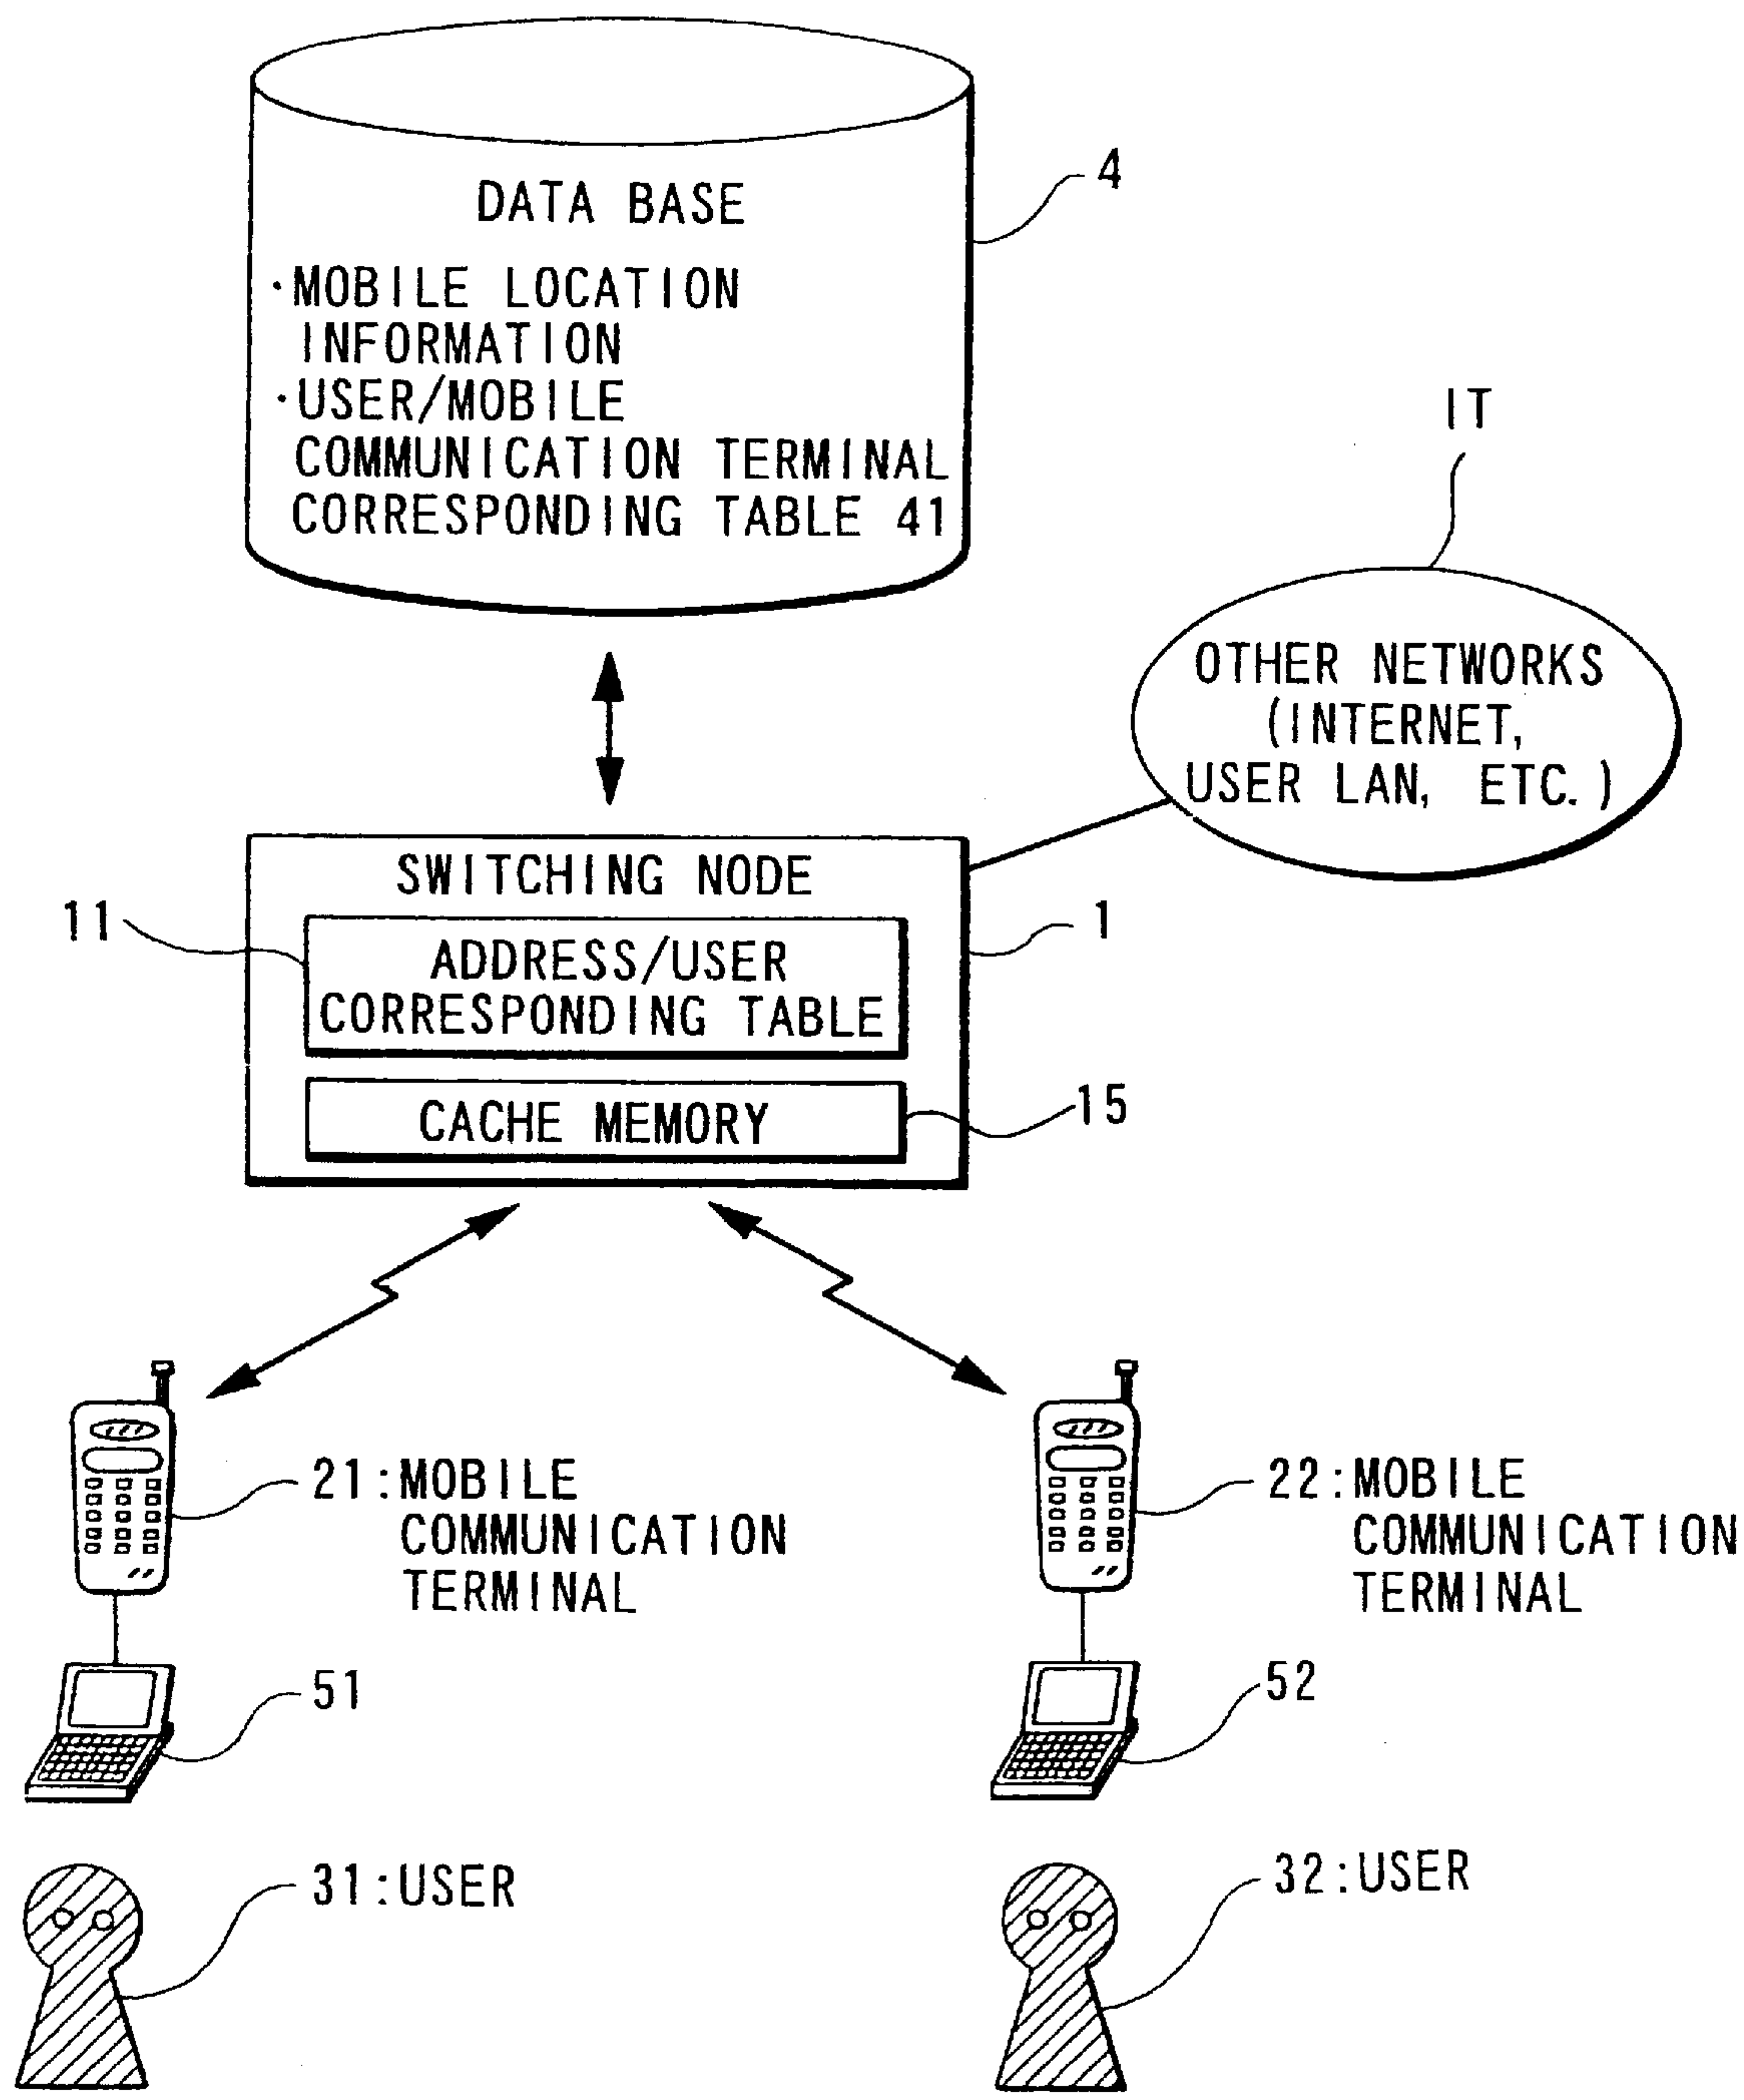 DATA BASE
4
·MOBILE LOCATION
INFORMATION
·USER/MOBILE
COMMUNICATION TERMINAL
CORRESPONDING TABLE 41
IT
OTHER NETWORKS
(INTERNET,
USER LAN, ETC.)
SWITCHING NODE
11
1
ADDRESS/USER
CORRESPONDING TABLE
CACHE MEMORY
15
21:MOBILE
COMMUNICATION
TERMINAL
22:MOBILE
COMMUNICATION
TERMINAL
51
52
31:USER
32:USER